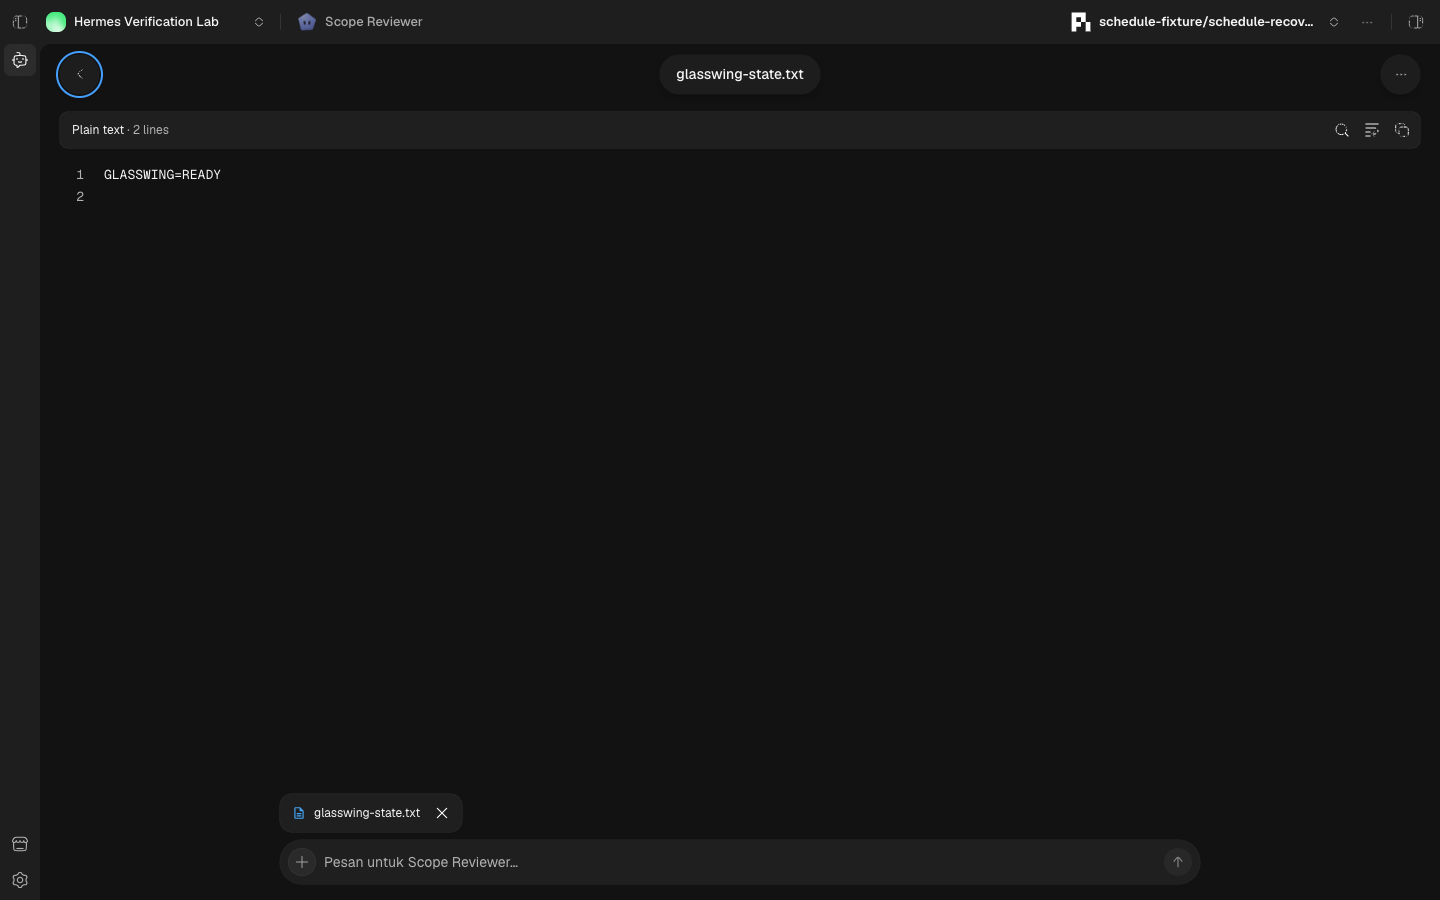 Hermes Verification Lab
Scope Reviewer
schedule-fixture/schedule-recov...
glasswing-state.txt
Plain text · 2 lines
1 GLASSWING=READY
2
glasswing-state.txt
Pesan untuk Scope Reviewer...